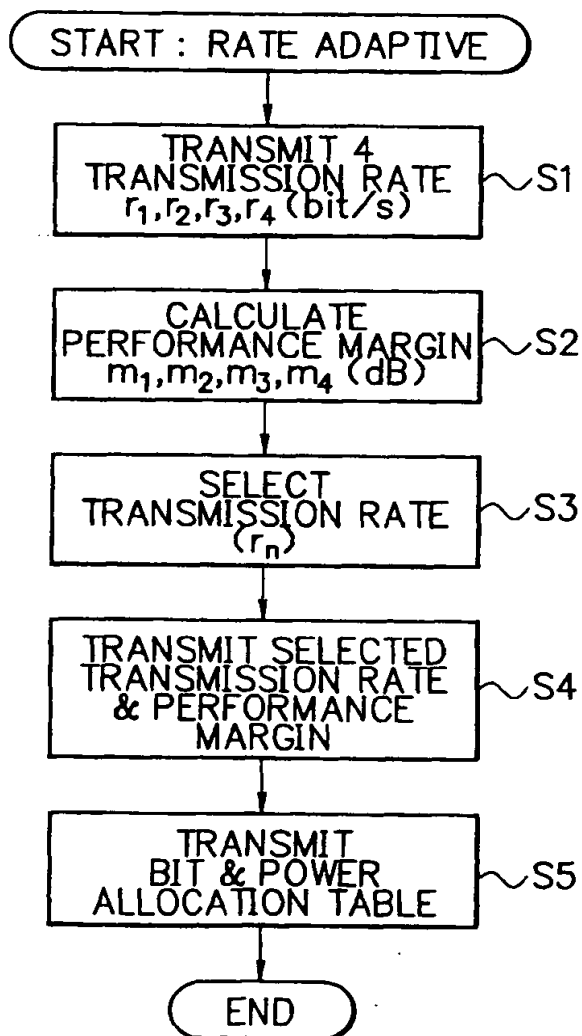 START : RATE ADAPTIVE
TRANSMIT 4
TRANSMISSION RATE
r1, r2, r3, r4 (bit/s)
S1
CALCULATE
PERFORMANCE MARGIN
m1, m2, m3, m4 (dB)
S2
SELECT
TRANSMISSION RATE
(rn)
S3
TRANSMIT SELECTED
TRANSMISSION RATE
& PERFORMANCE
MARGIN
S4
TRANSMIT
BIT & POWER
ALLOCATION TABLE
S5
END